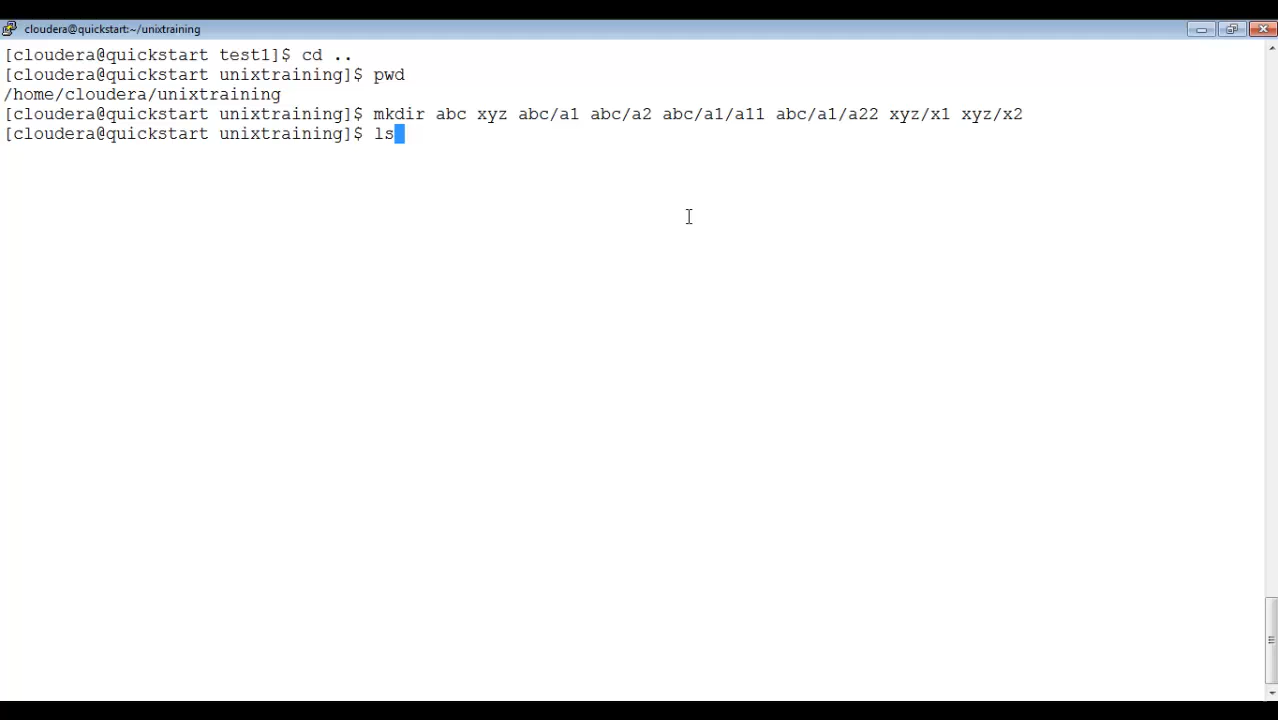 cloudera@quickstart:~/unixtraining
[cloudera@quickstart test1]$ cd ..
[cloudera@quickstart unixtraining]$ pwd
/home/cloudera/unixtraining
[cloudera@quickstart unixtraining]$ mkdir abc xyz abc/a1 abc/a2 abc/a1/a11 abc/a1/a22 xyz/x1 xyz/x2
[cloudera@quickstart unixtraining]$ ls